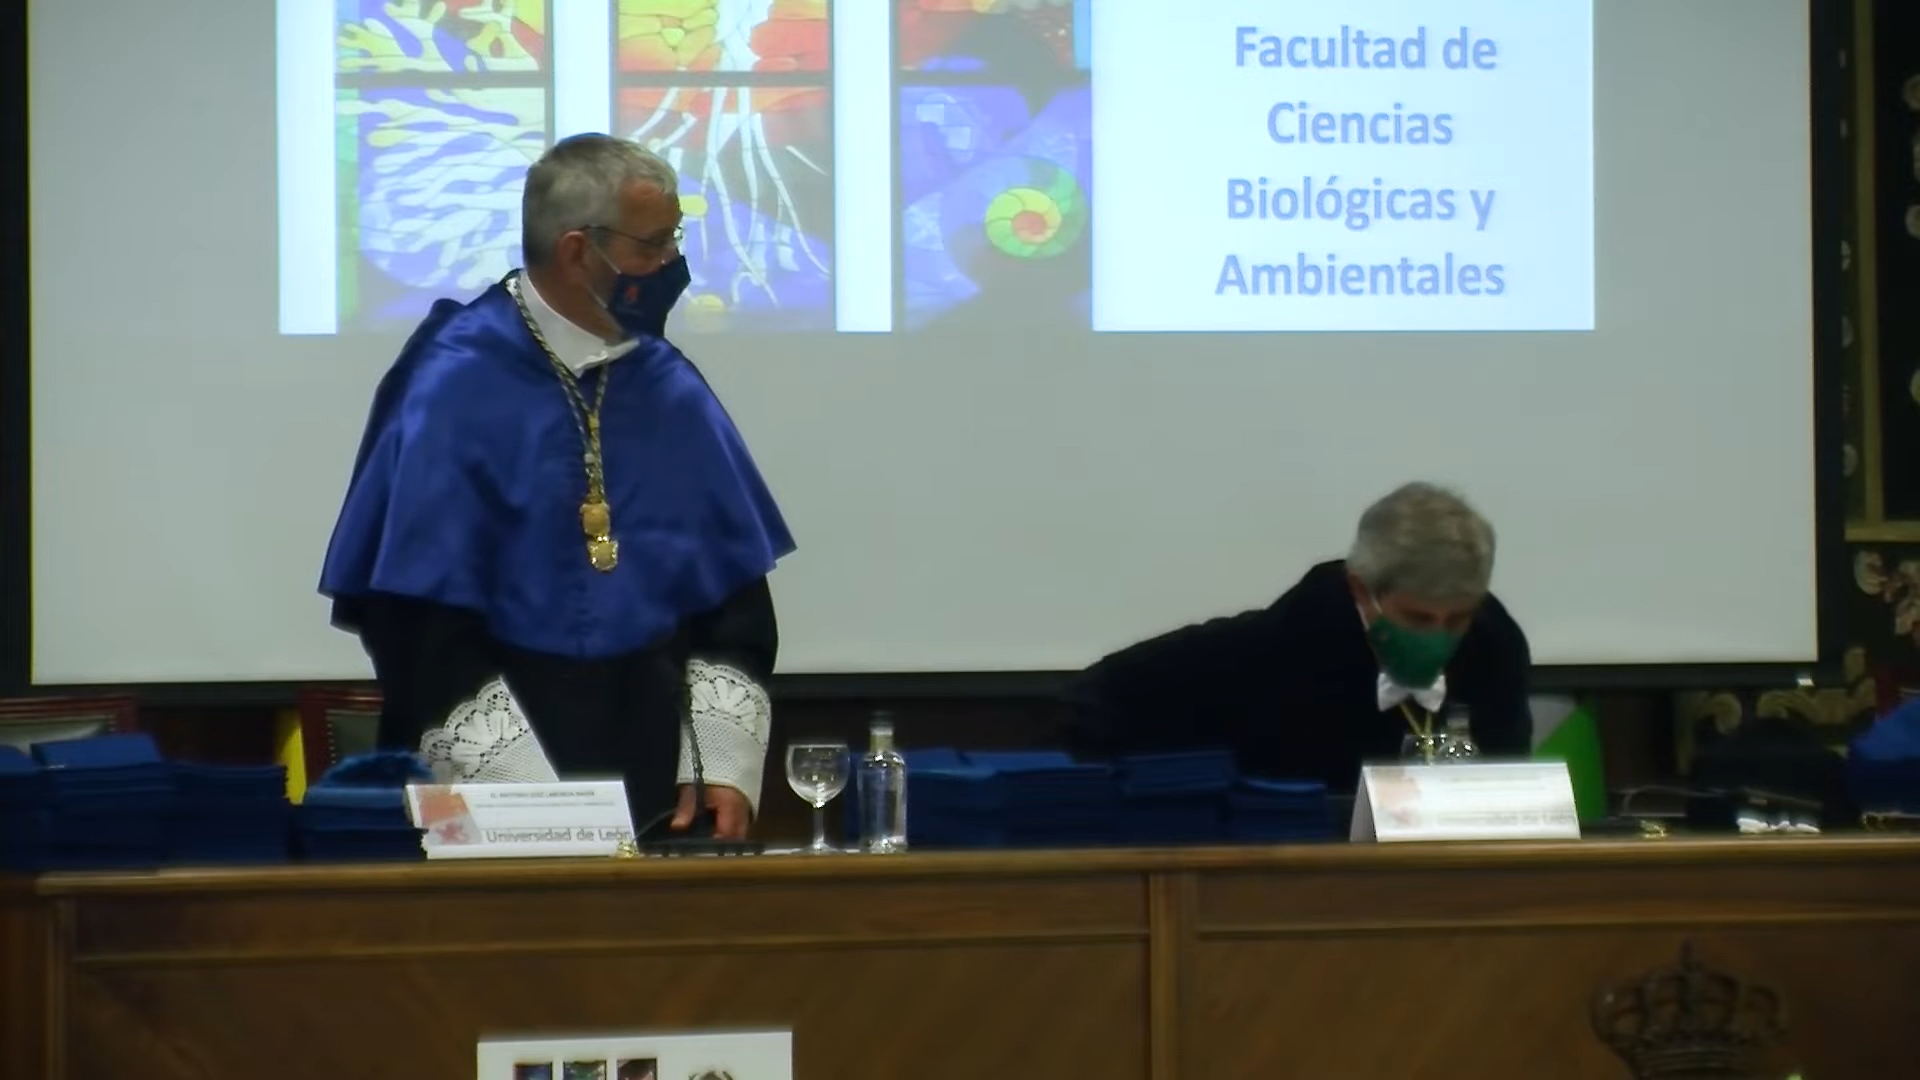 Facultad de
Ciencias
Biológicas y
Ambientales
Universidad de León
Universidad de León